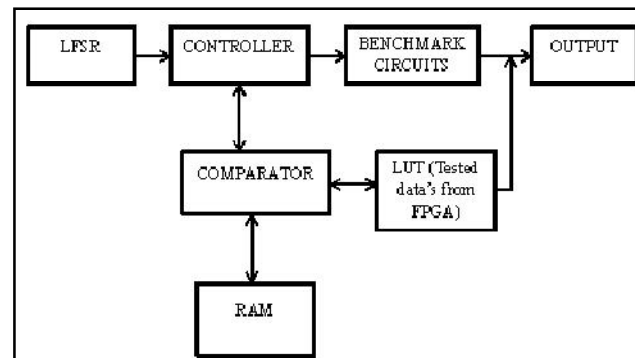 LFSR
CONTROLLER
BENCHMARK
CIRCUITS
OUTPUT
COMPARATOR
LUT (Tested
data's from
FPGA)
RAM